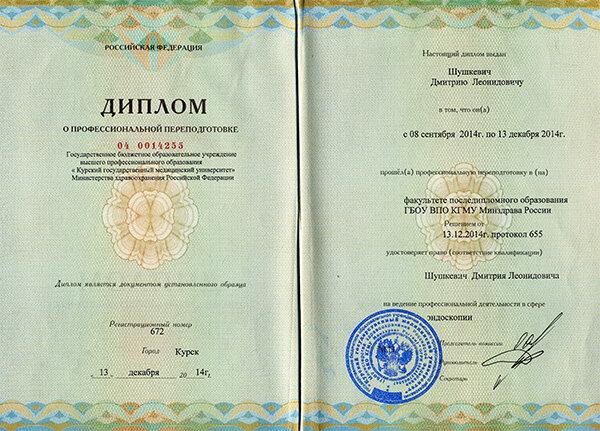 РОССИЙСКАЯ ФЕДЕРАЦИЯ
ДИПЛОМ
О ПРОФЕССИОНАЛЬНОЙ ПЕРЕПОДГОТОВКЕ
04 0014255
Государственное бюджетное образовательное учреждение
высшего профессионального образования
« Курский государственный медицинский университет»
Министерства здравоохранения Российской Федерации
Диплом является документом установленного образца
Регистрационный номер
672
Город Курск
« 13 » декабря 20 14г.
Настоящий диплом выдан
Шушкевич
Дмитрию Леонидовичу
в том, что он(а)
с 08 сентября 2014г. по 13 декабря 2014г.
прошёл(а) профессиональную переподготовку в (на)
факультете последипломного образования
ГБОУ ВПО КГМУ Минздрава России
Решением от
13.12.2014г. протокол 655
удостоверяет право (соответствие квалификации)
Шушкевич Дмитрия Леонидовича
на ведение профессиональной деятельности в сфере
эндоскопии
Председатель комиссии
Руководитель
Секретарь